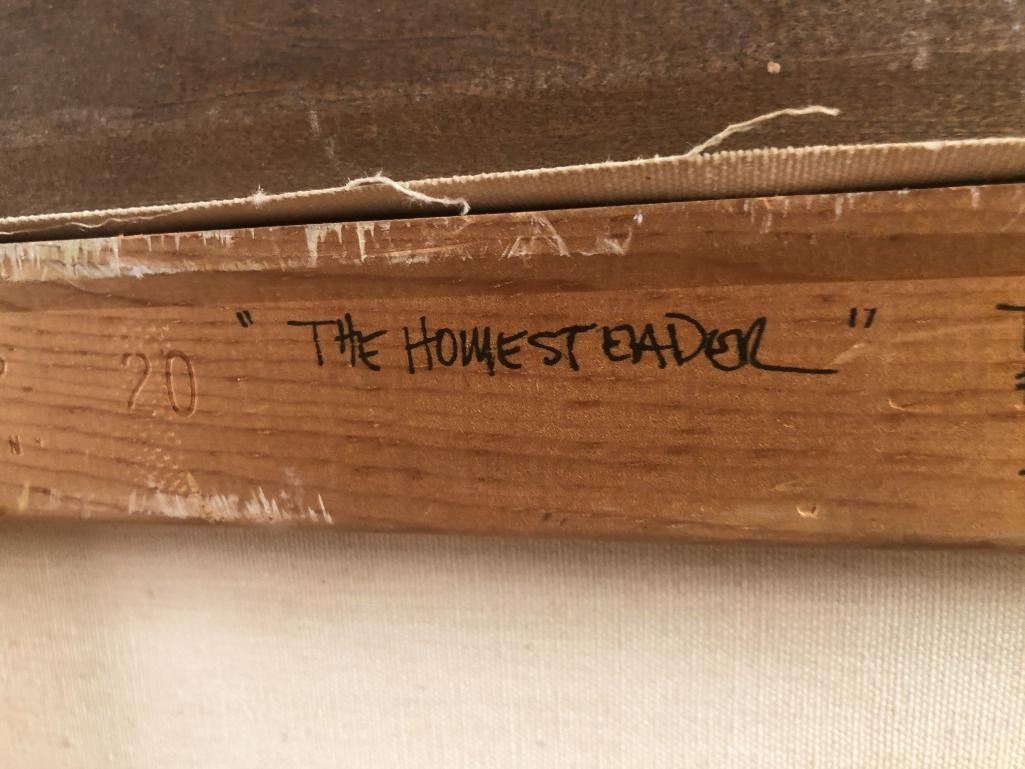 " THE HOMESTEADER "
20
N